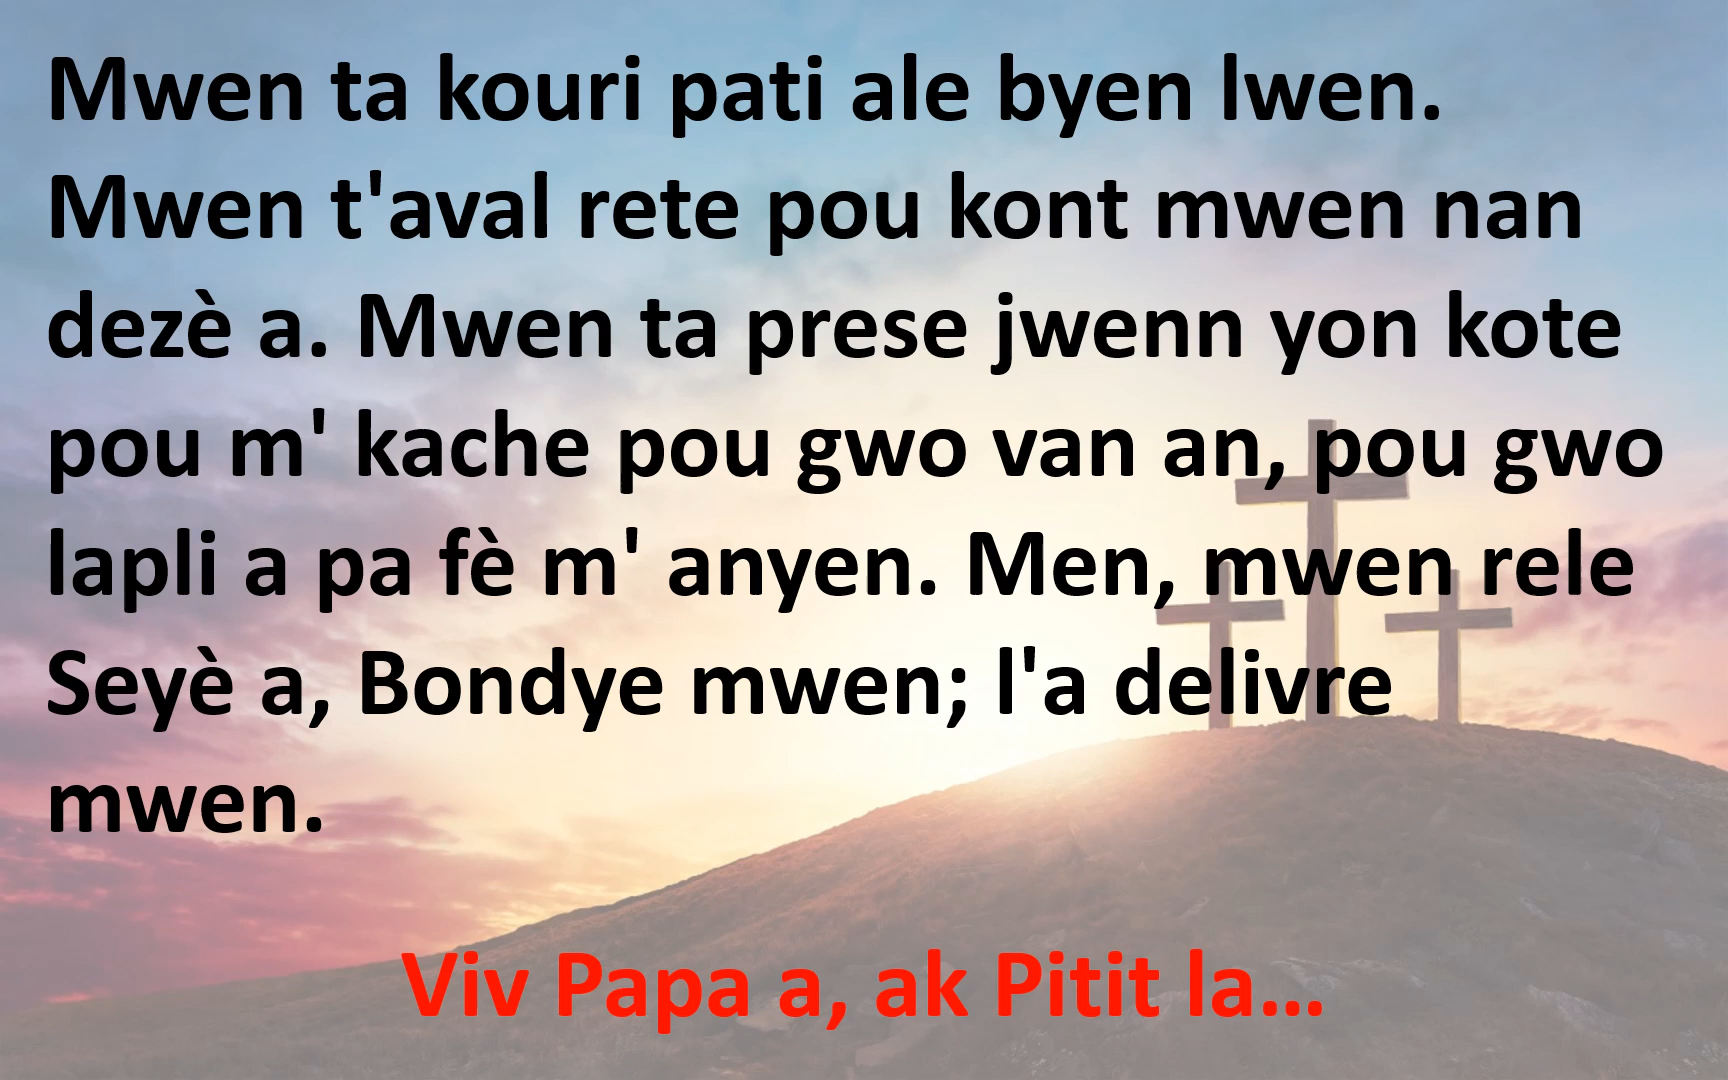 Mwen ta kouri pati ale byen lwen.
Mwen t'aval rete pou kont mwen nan
dezè a. Mwen ta prese jwenn yon kote
pou m' kache pou gwo van an, pou gwo
lapli a pa fè m' anyen. Men, mwen rele
Seyè a, Bondye mwen; l'a delivre
mwen.
Viv Papa a, ak Pitit la...